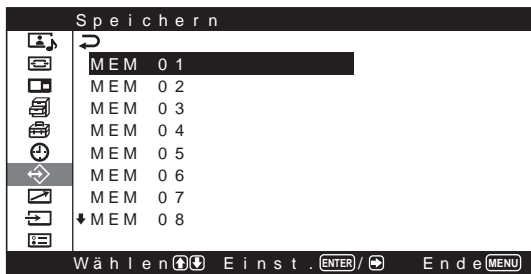 Speichern
MEM 01
MEM 02
MEM 03
MEM 04
MEM 05
MEM 06
MEM 07
MEM 08
Wählen Einst. ENTER / Ende MENU